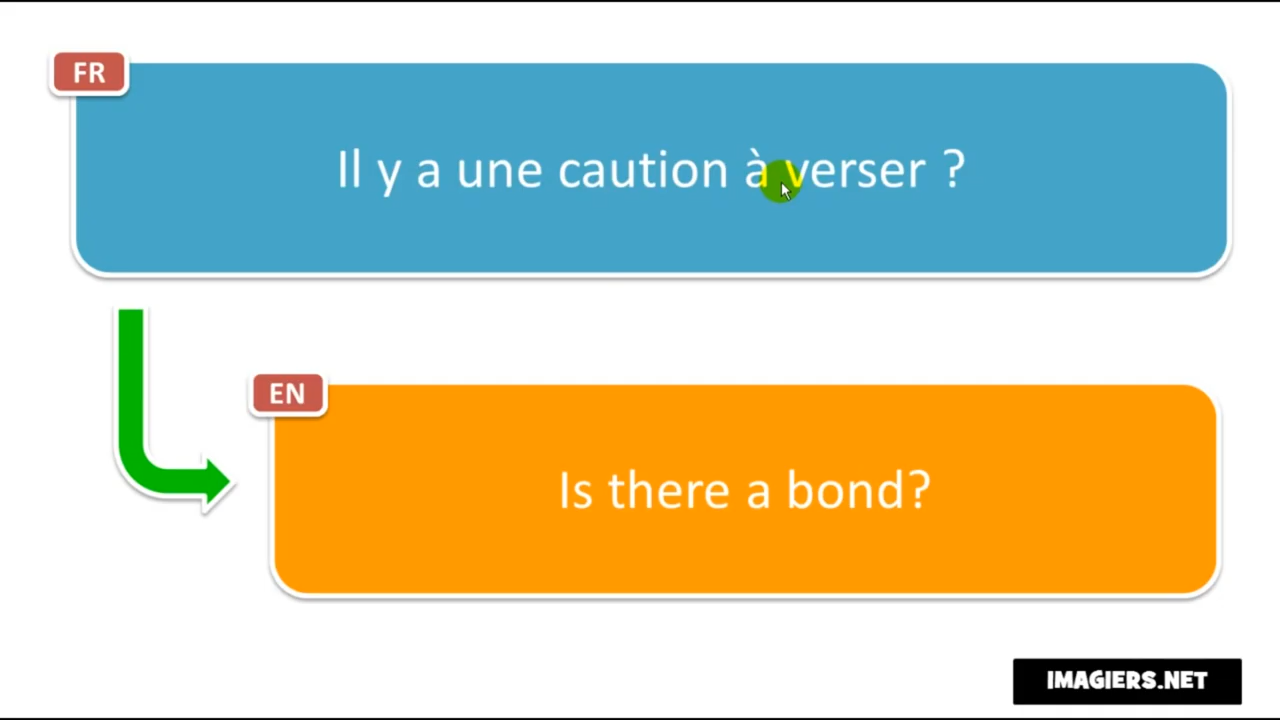 FR
Il y a une caution à verser ?
EN
Is there a bond?
IMAGIERS.NET